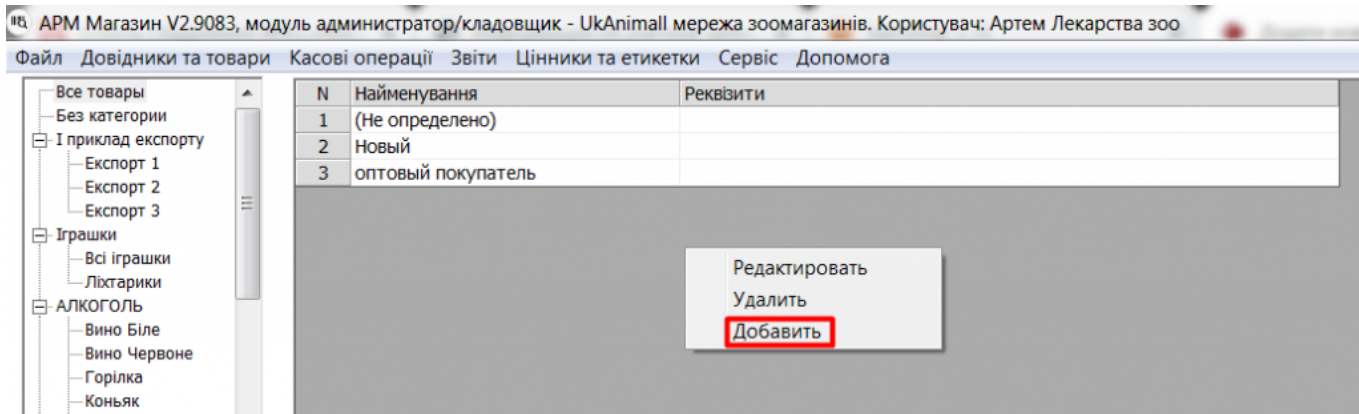 АРМ Магазин V2.9083, модуль администратор/кладовщик - UkAnimall мережа зоомагазинів. Користувач: Артем Лекарства зоо
Файл Довідники та товари Касові операції Звіти Цінники та етикетки Сервіс Допомога
Все товары
Без категории
І приклад експорту
Експорт 1
Експорт 2
Експорт 3
Іграшки
Всі іграшки
Ліхтарики
АЛКОГОЛЬ
Вино Біле
Вино Червоне
Горілка
Коньяк
N Найменування Реквізити
1 (Не определено)
2 Новый
3 оптовый покупатель
Редактировать
Удалить
Добавить